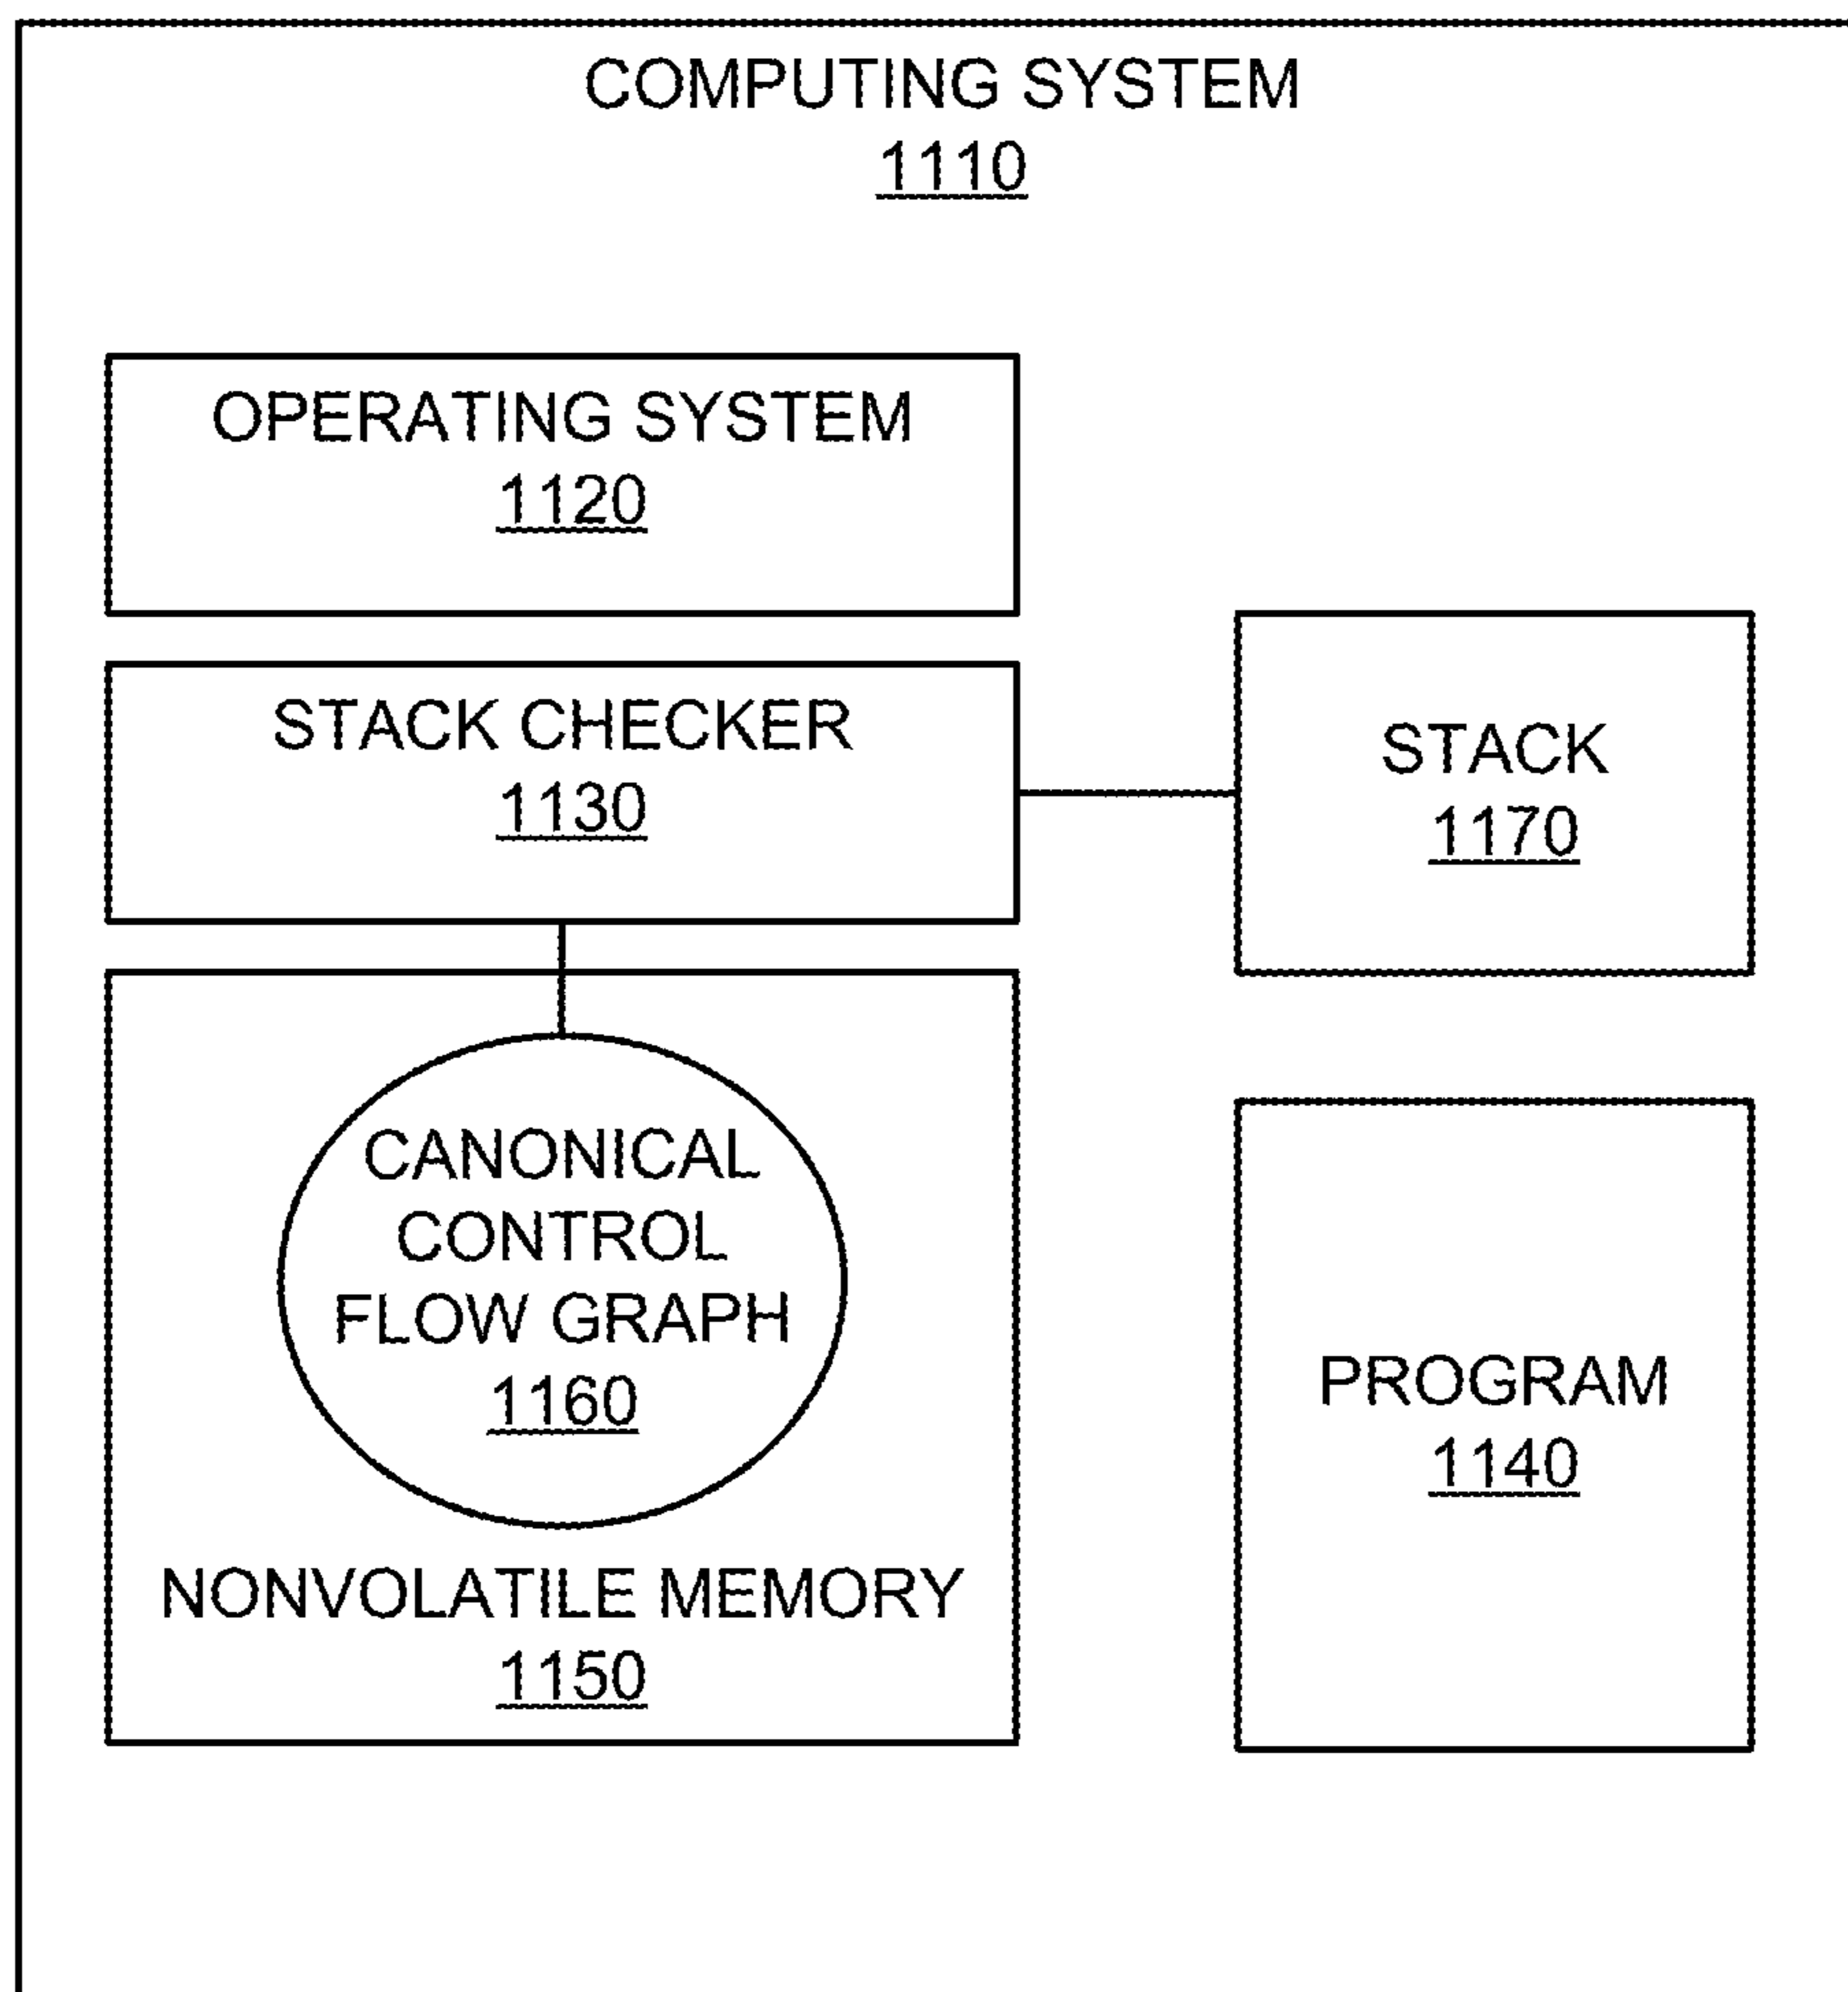 COMPUTING SYSTEM
1110
OPERATING SYSTEM
1120
STACK CHECKER
1130
STACK
1170
CANONICAL
CONTROL
FLOW GRAPH
1160
NONVOLATILE MEMORY
1150
PROGRAM
1140